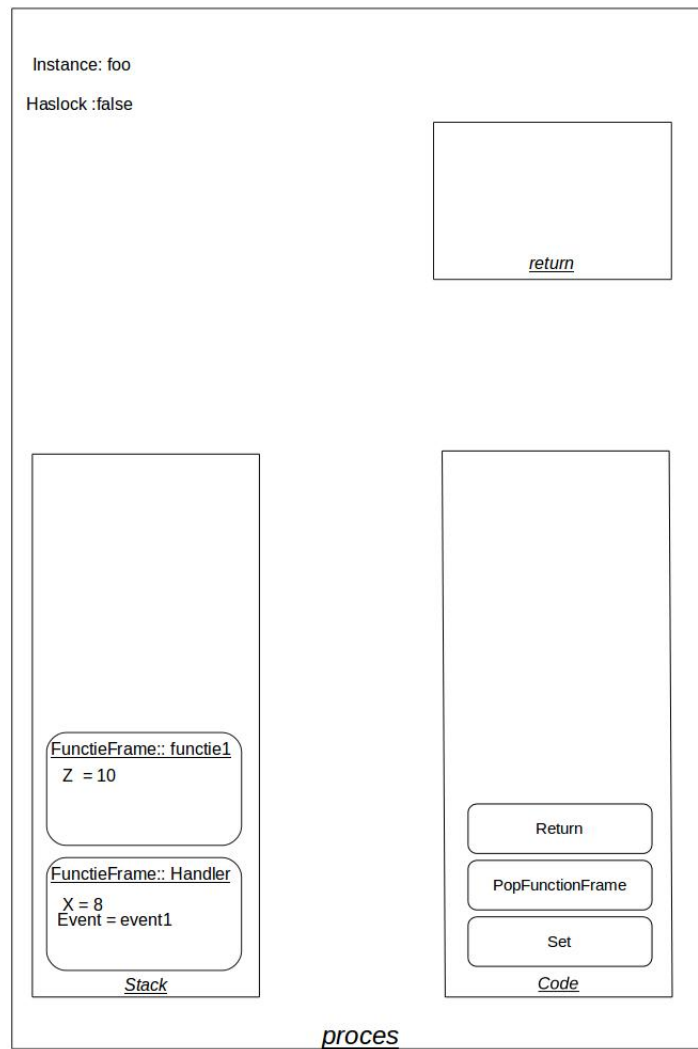 Instance: foo
Haslock :false
return
FunctieFrame:: functie1
Z = 10
FunctieFrame:: Handler
X = 8
Event = event1
Stack
Return
PopFunctionFrame
Set
Code
proces